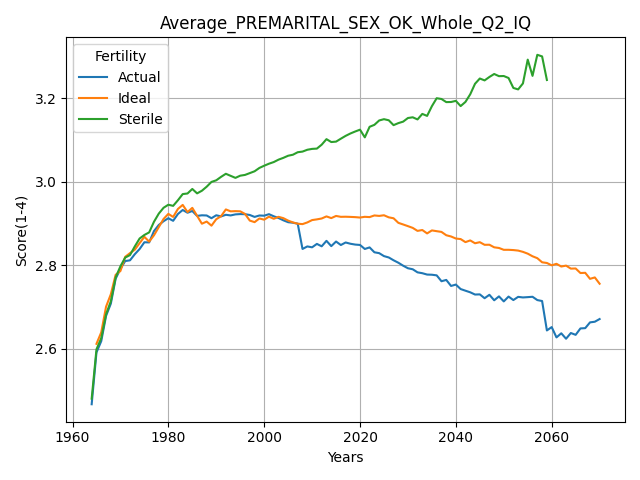 Average_PREMARITAL_SEX_OK_Whole_Q2_IQ
Fertility
Actual
Ideal
Sterile
Score(1-4)
3.2
3.0
2.8
2.6
1960 1980 2000 2020 2040 2060
Years